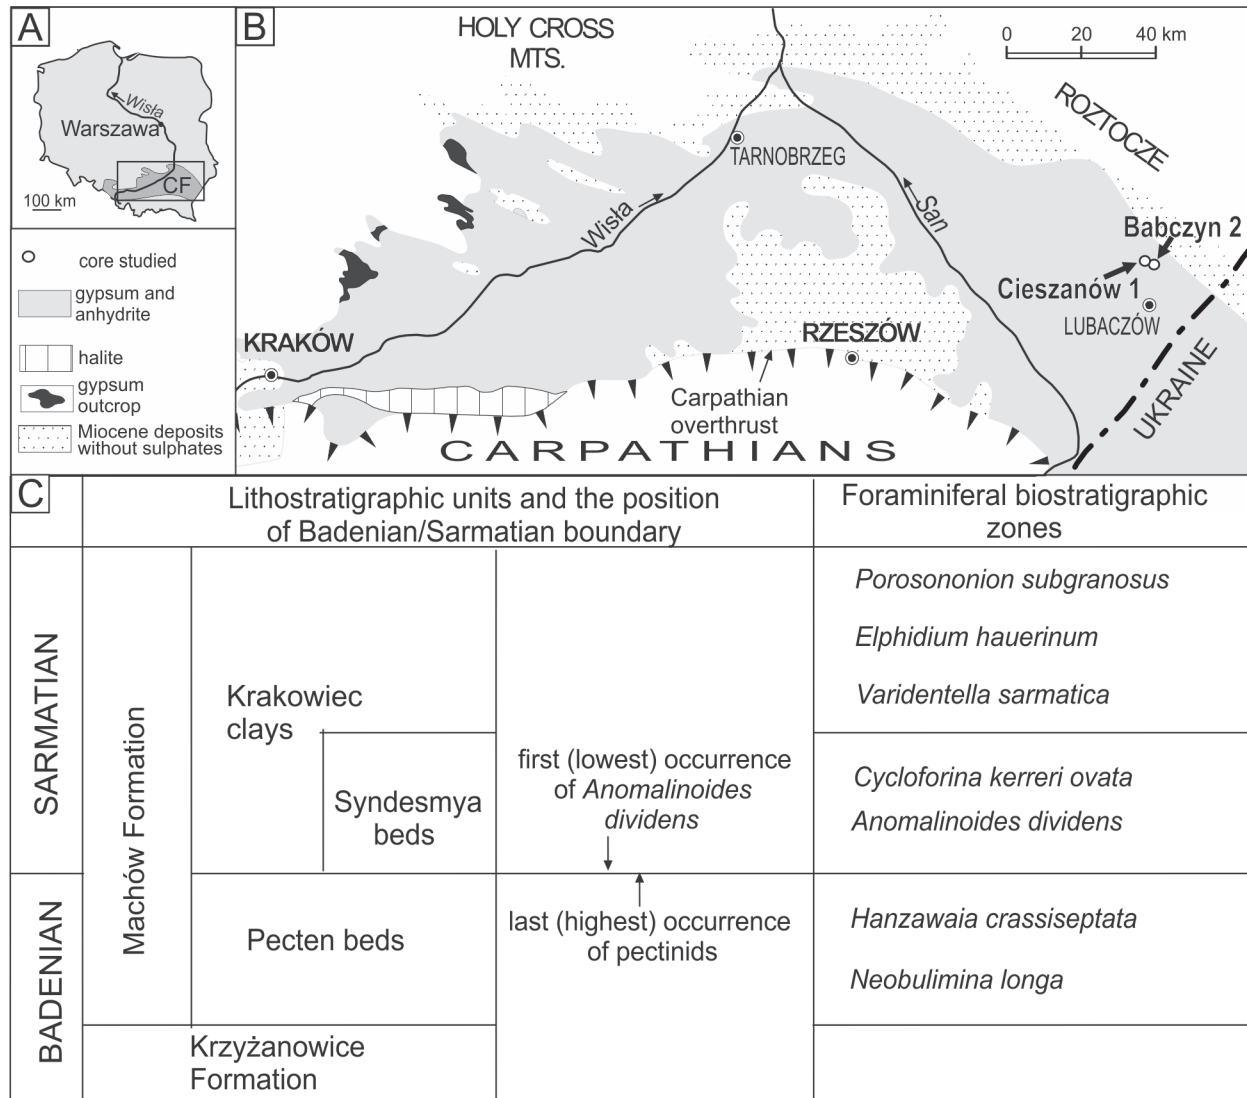 A
Wisła
Warszawa
CF
100 km
core studied
gypsum and
anhydrite
halite
gypsum
outcrop
Miocene deposits
without sulphates
B
HOLY CROSS
MTS.
0 20 40 km
ROZTOCZE
TARNOBRZEG
Wisła
San
Babczyn 2
Cieszanów 1
LUBACZÓW
KRAKÓW
RZESZÓW
UKRAINE
Carpathian
overthrust
CARPATHIANS
C
Lithostratigraphic units and the position
of Badenian/Sarmatian boundary
Foraminiferal biostratigraphic
zones
SARMATIAN
BADENIAN
Machów Formation
Krakowiec
clays
Syndesmya
beds
Pecten beds
Krzyżanowice
Formation
first (lowest) occurrence
of Anomalinoides
dividens
last (highest) occurrence
of pectinids
Porosononion subgranosus
Elphidium hauerinum
Varidentella sarmatica
Cycloforina kerreri ovata
Anomalinoides dividens
Hanzawaia crassiseptata
Neobulimina longa